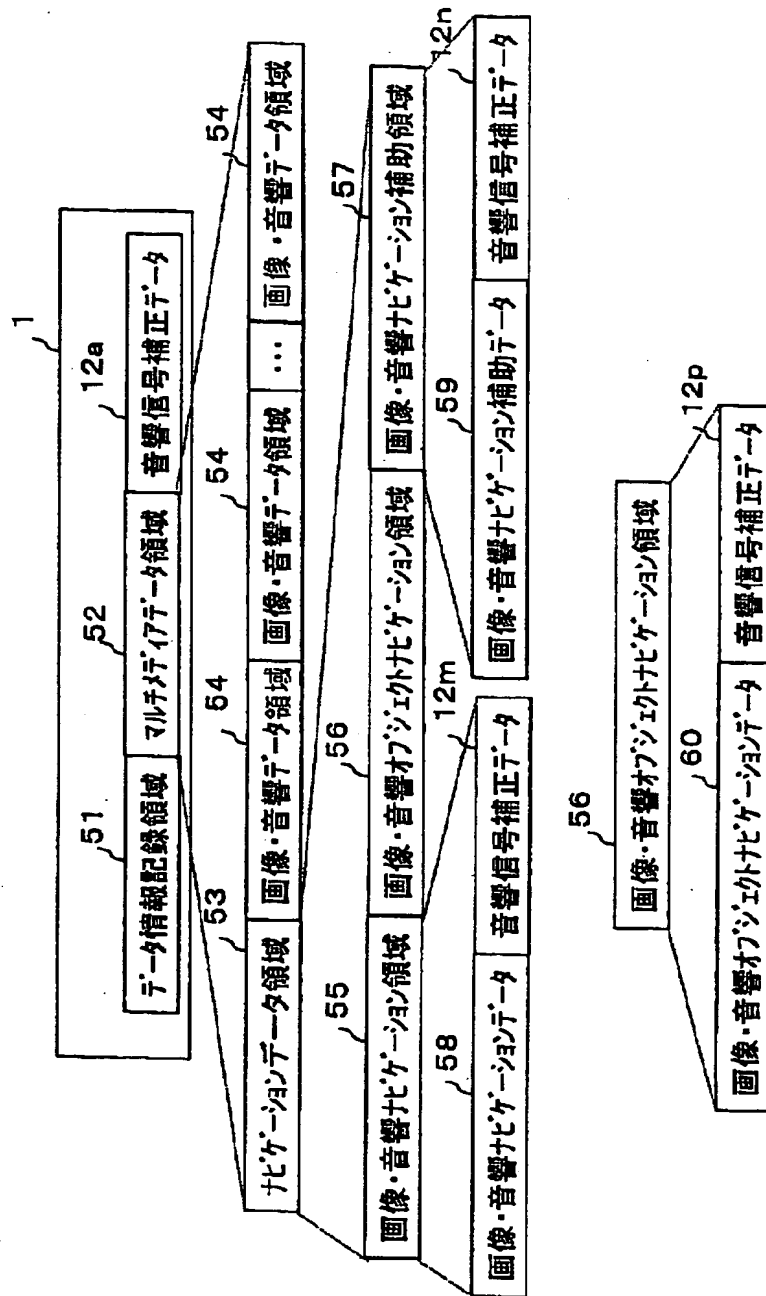 1
51
52
12a
データ情報記録領域
マルチメディアデータ領域
音響信号補正データ
53
54
54
54
ナビゲーションデータ領域
画像・音響データ領域
画像・音響データ領域
...
画像・音響データ領域
55
56
57
画像・音響ナビゲーション領域
画像・音響オブジェクトナビゲーション領域
画像・音響ナビゲーション補助領域
58
12m
59
12n
画像・音響ナビゲーションデータ
音響信号補正データ
画像・音響ナビゲーション補助データ
音響信号補正データ
56
画像・音響オブジェクトナビゲーション領域
60
12p
画像・音響オブジェクトナビゲーションデータ
音響信号補正データ